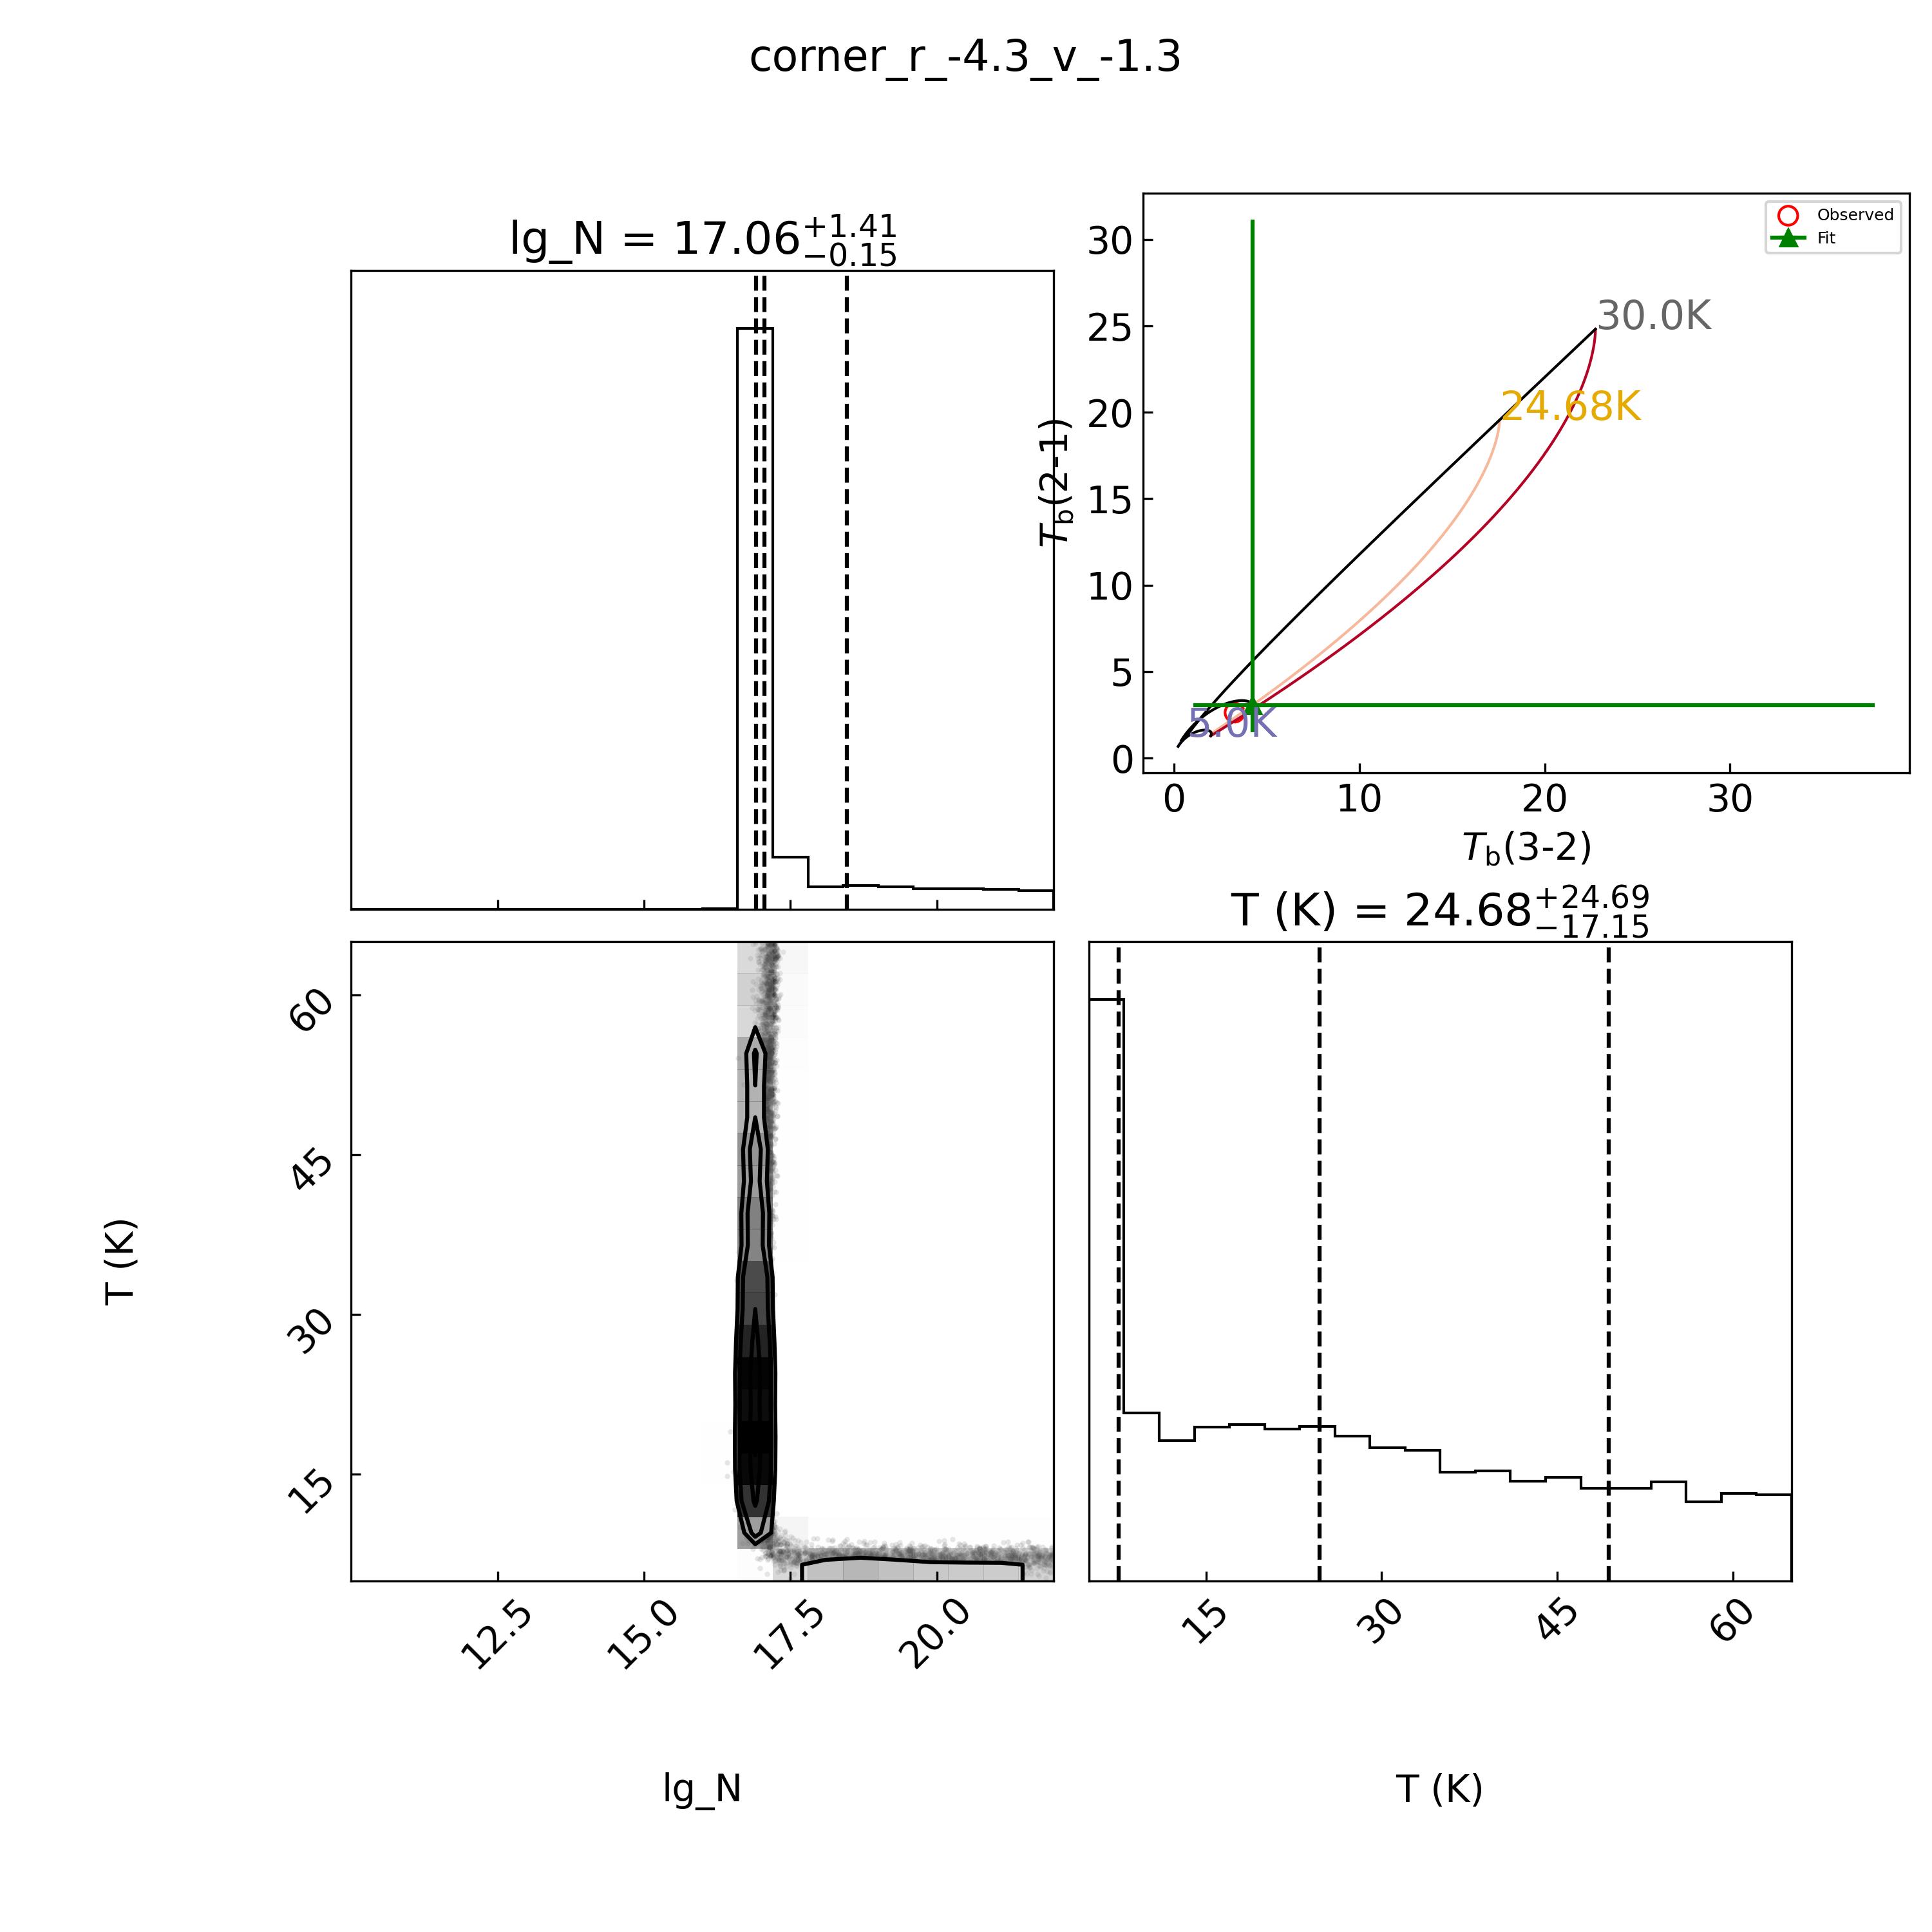 corner_r_-4.3_v_-1.3
lg_N = 17.06+1.41−0.15
Observed
Fit
30.0K
24.68K
5.0K
Tb(2-1)
30
25
20
15
10
5
0
0 10 20 30
Tb(3-2)
T (K) = 24.68+24.69−17.15
T (K)
60
45
30
15
12.5 15.0 17.5 20.0
lg_N
15 30 45 60
T (K)